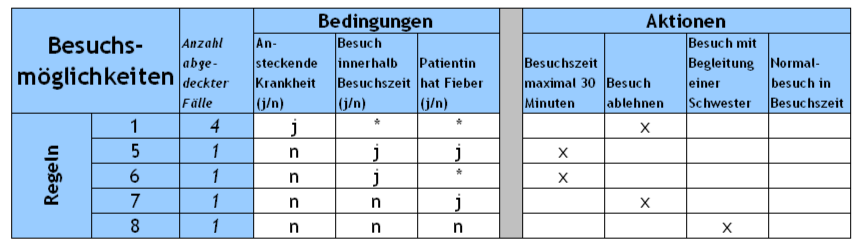 Bedingungen Aktionen
Besuchs-
möglichkeiten
Anzahl
abge-
deckter
Fälle
An-
steckende
Krankheit
(j/n)
Besuch
innerhalb
Besuchszeit
(j/n)
Patientin
hat Fieber
(j/n)
Besuchszeit
maximal 30
Minuten
Besuch
ablehnen
Besuch mit
Begleitung
einer
Schwester
Normal-
besuch in
Besuchszeit
Regeln
1 4 j * * x
5 1 n j j x
6 1 n j * x
7 1 n n j x
8 1 n n n x